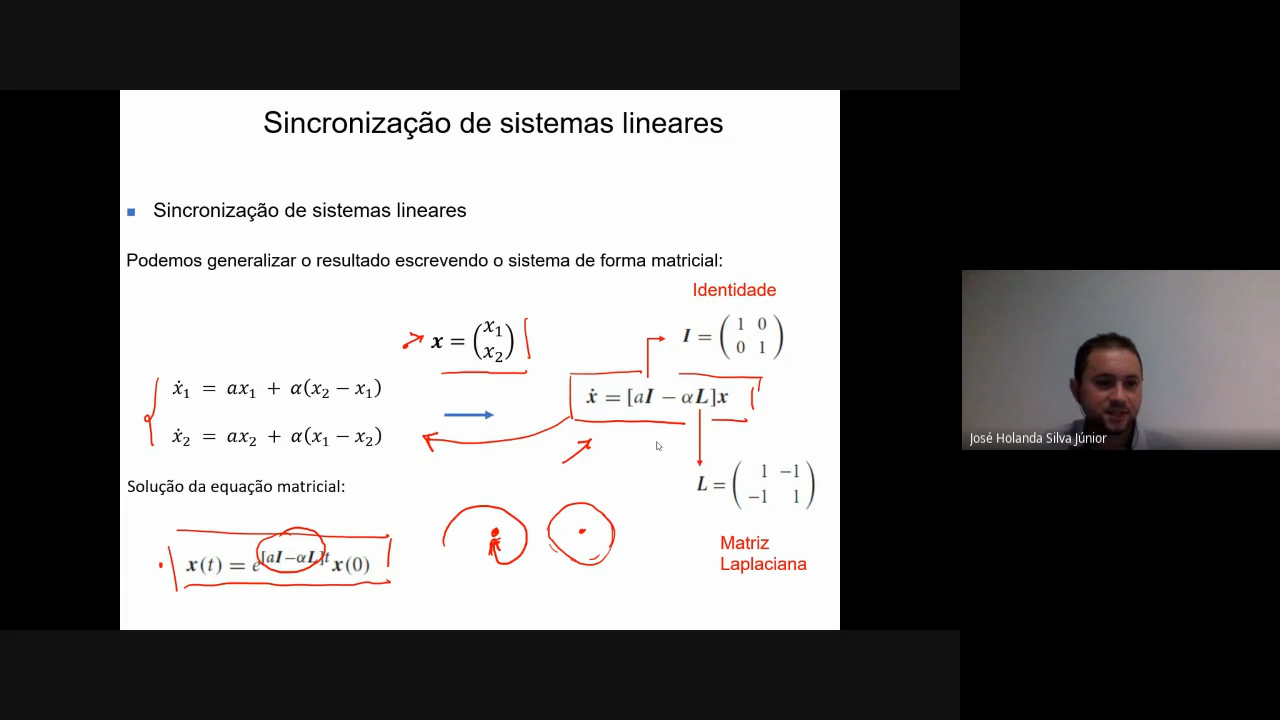 Sincronização de sistemas lineares
Sincronização de sistemas lineares
Podemos generalizar o resultado escrevendo o sistema de forma matricial:
Identidade
x = (x₁ x₂)
I = (1 0
0 1)
ẋ₁ = ax₁ + α(x₂ − x₁)
ẋ = [aI − αL]x
ẋ₂ = ax₂ + α(x₁ − x₂)
Solução da equação matricial:
L = (1 −1
−1 1)
x(t) = e^[aI−αL]t x(0)
Matriz
Laplaciana
José Holanda Silva Júnior